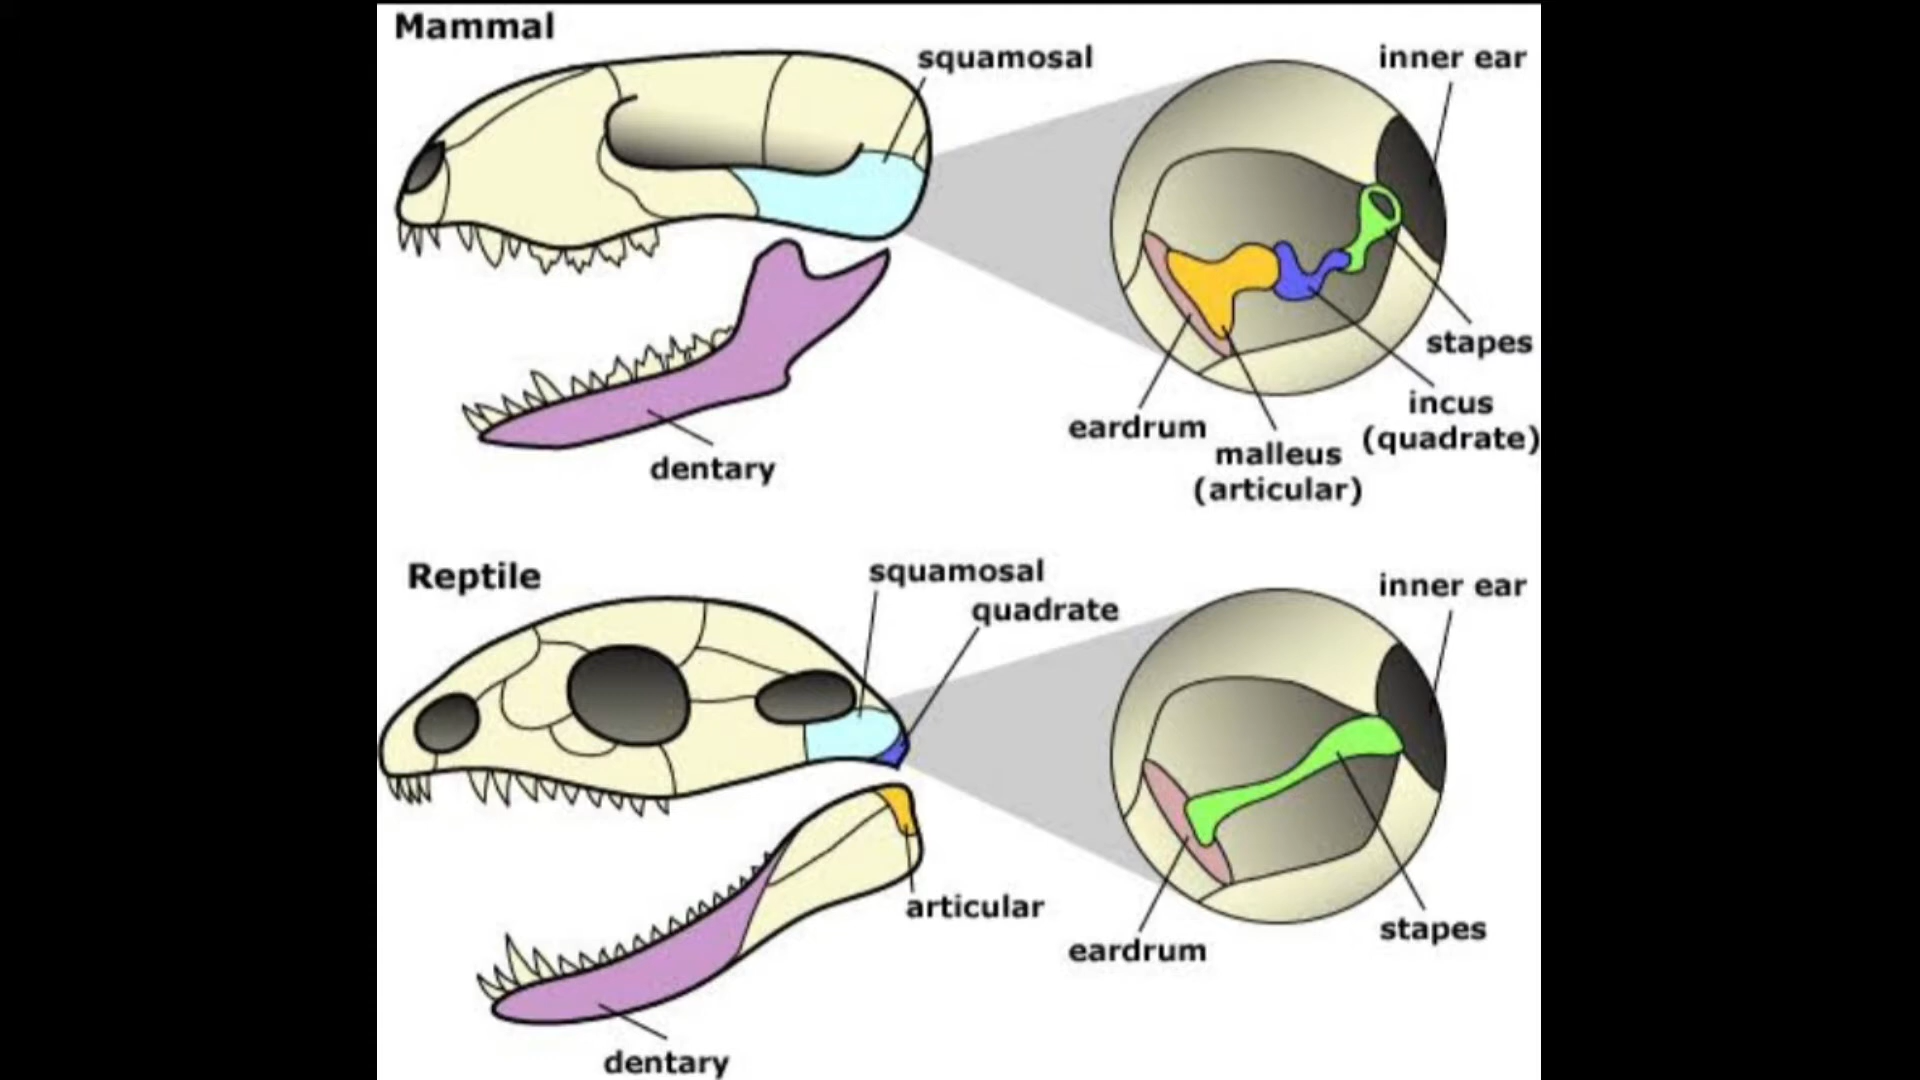 Mammal
squamosal
inner ear
stapes
incus
(quadrate)
eardrum
malleus
(articular)
dentary
Reptile
squamosal
quadrate
inner ear
articular
stapes
eardrum
dentary